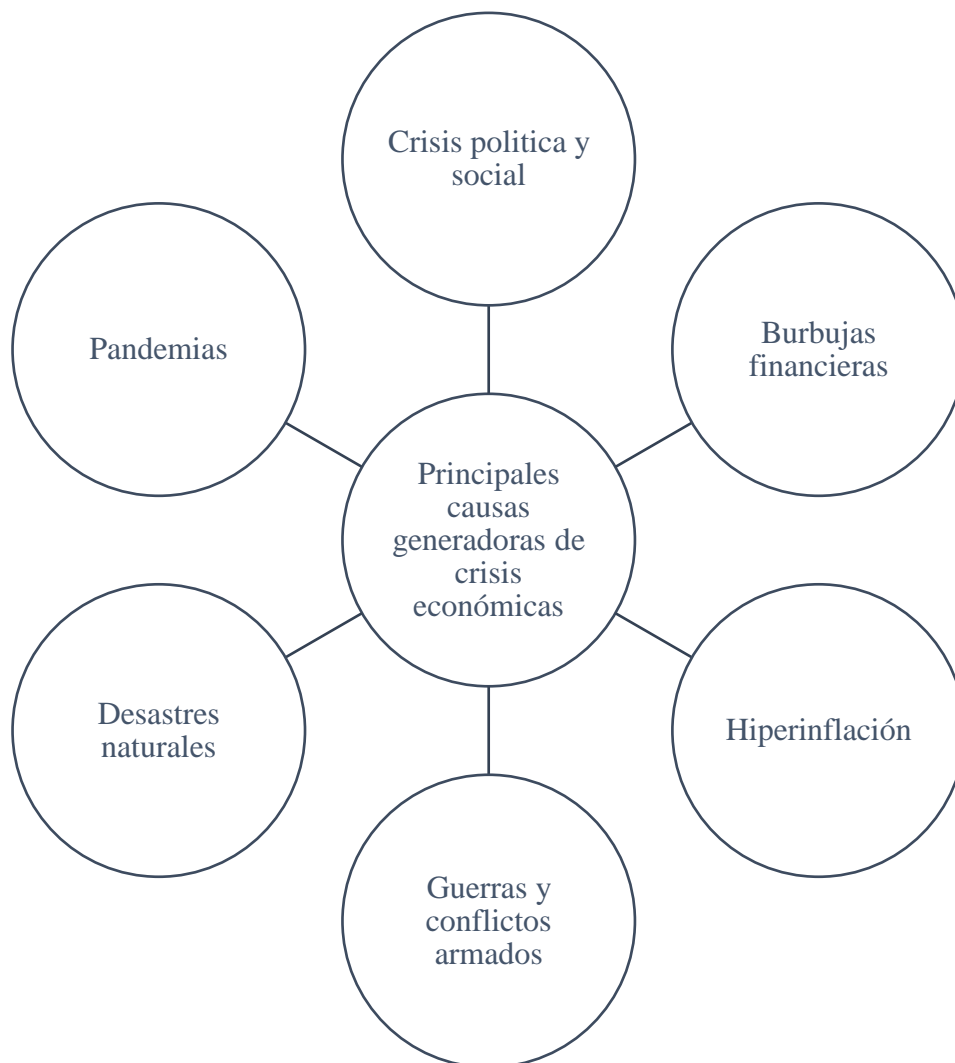 Crisis politica y
social
Pandemias
Burbujas
financieras
Principales
causas
generadoras de
crisis
económicas
Desastres
naturales
Hiperinflación
Guerras y
conflictos
armados